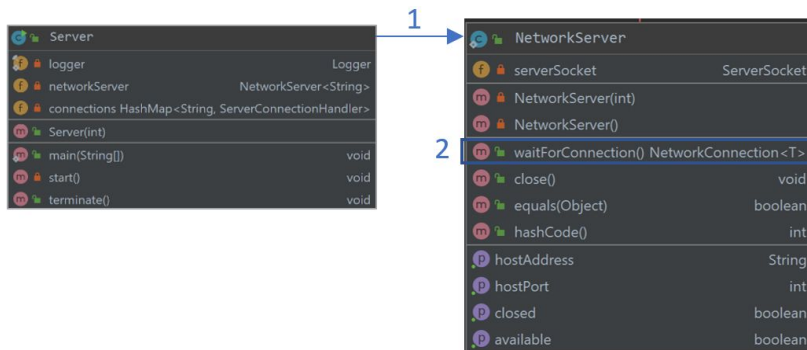 1
Server
logger Logger
networkServer NetworkServer<String>
connections HashMap<String, ServerConnectionHandler>
Server(int)
main(String[]) void
start() void
terminate() void
NetworkServer
serverSocket ServerSocket
NetworkServer(int)
NetworkServer()
2
waitForConnection() NetworkConnection<T>
close() void
equals(Object) boolean
hashCode() int
hostAddress String
hostPort int
closed boolean
available boolean